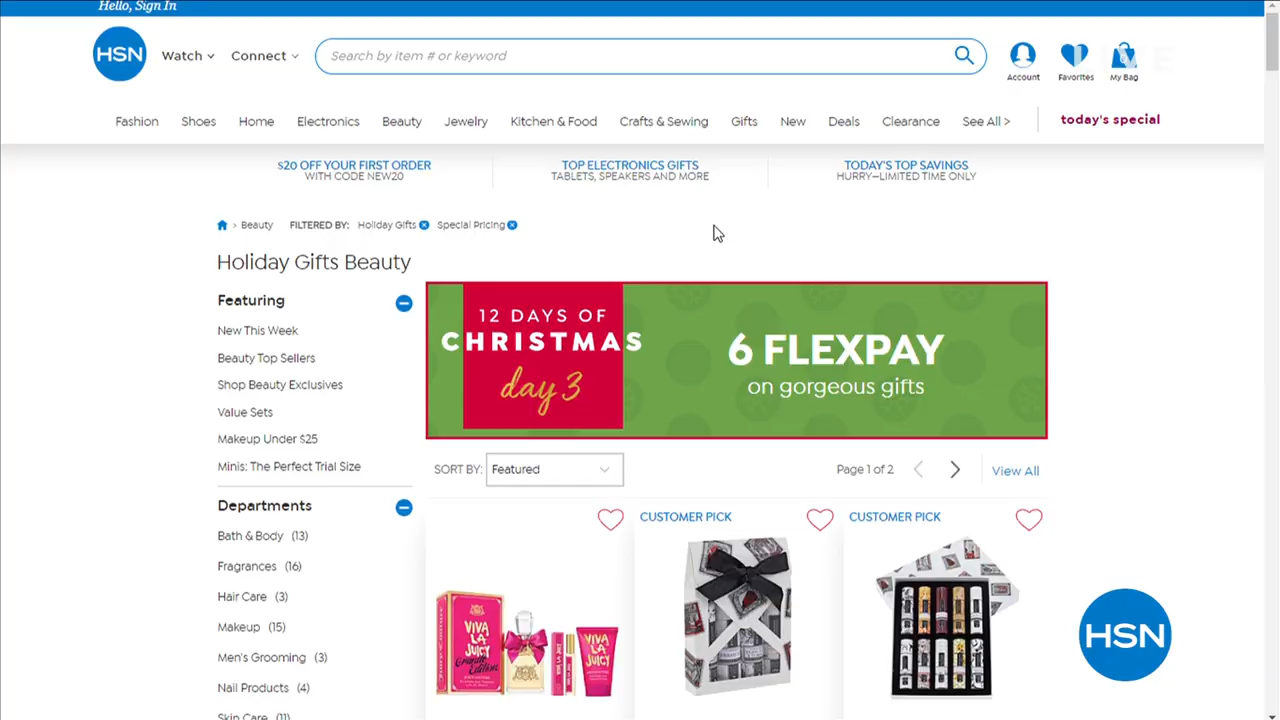 Hello, Sign In
HSN
Watch
Connect
Search by item # or keyword
LIVE
Account
Favorites
My Bag
0
Fashion
Shoes
Home
Electronics
Beauty
Jewelry
Kitchen & Food
Crafts & Sewing
Gifts
New
Deals
Clearance
See All >
today's special
$20 OFF YOUR FIRST ORDER
WITH CODE NEW20
TOP ELECTRONICS GIFTS
TABLETS, SPEAKERS AND MORE
TODAY'S TOP SAVINGS
HURRY—LIMITED TIME ONLY
> Beauty
FILTERED BY:
Holiday Gifts
Special Pricing
Holiday Gifts Beauty
Featuring
New This Week
Beauty Top Sellers
Shop Beauty Exclusives
Value Sets
Makeup Under $25
Minis: The Perfect Trial Size
Departments
Bath & Body (13)
Fragrances (16)
Hair Care (3)
Makeup (15)
Men's Grooming (3)
Nail Products (4)
Skin Care (11)
12 DAYS OF
CHRISTMAS
day 3
6 FLEXPAY
on gorgeous gifts
SORT BY:
Featured
Page 1 of 2
View All
CUSTOMER PICK
CUSTOMER PICK
VIVA
LA
JUICY
VIVA
LA
JUICY
HSN